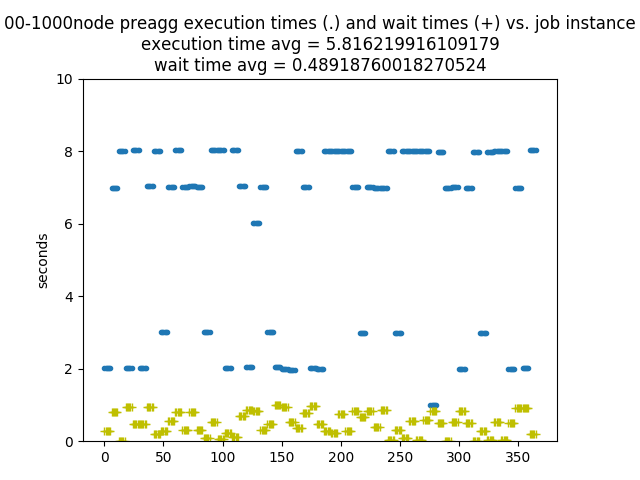 00-1000node preagg execution times (.) and wait times (+) vs. job instance
execution time avg = 5.816219916109179
wait time avg = 0.48918760018270524
10
8
6
4
2
0
seconds
0 50 100 150 200 250 300 350